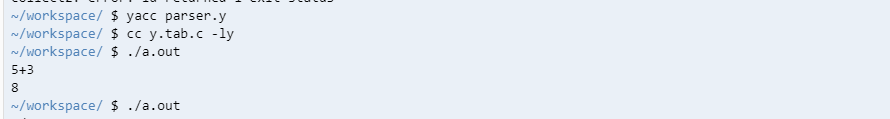 ~/workspace/ $ yacc parser.y
~/workspace/ $ cc y.tab.c -ly
~/workspace/ $ ./a.out
5+3
8
~/workspace/ $ ./a.out